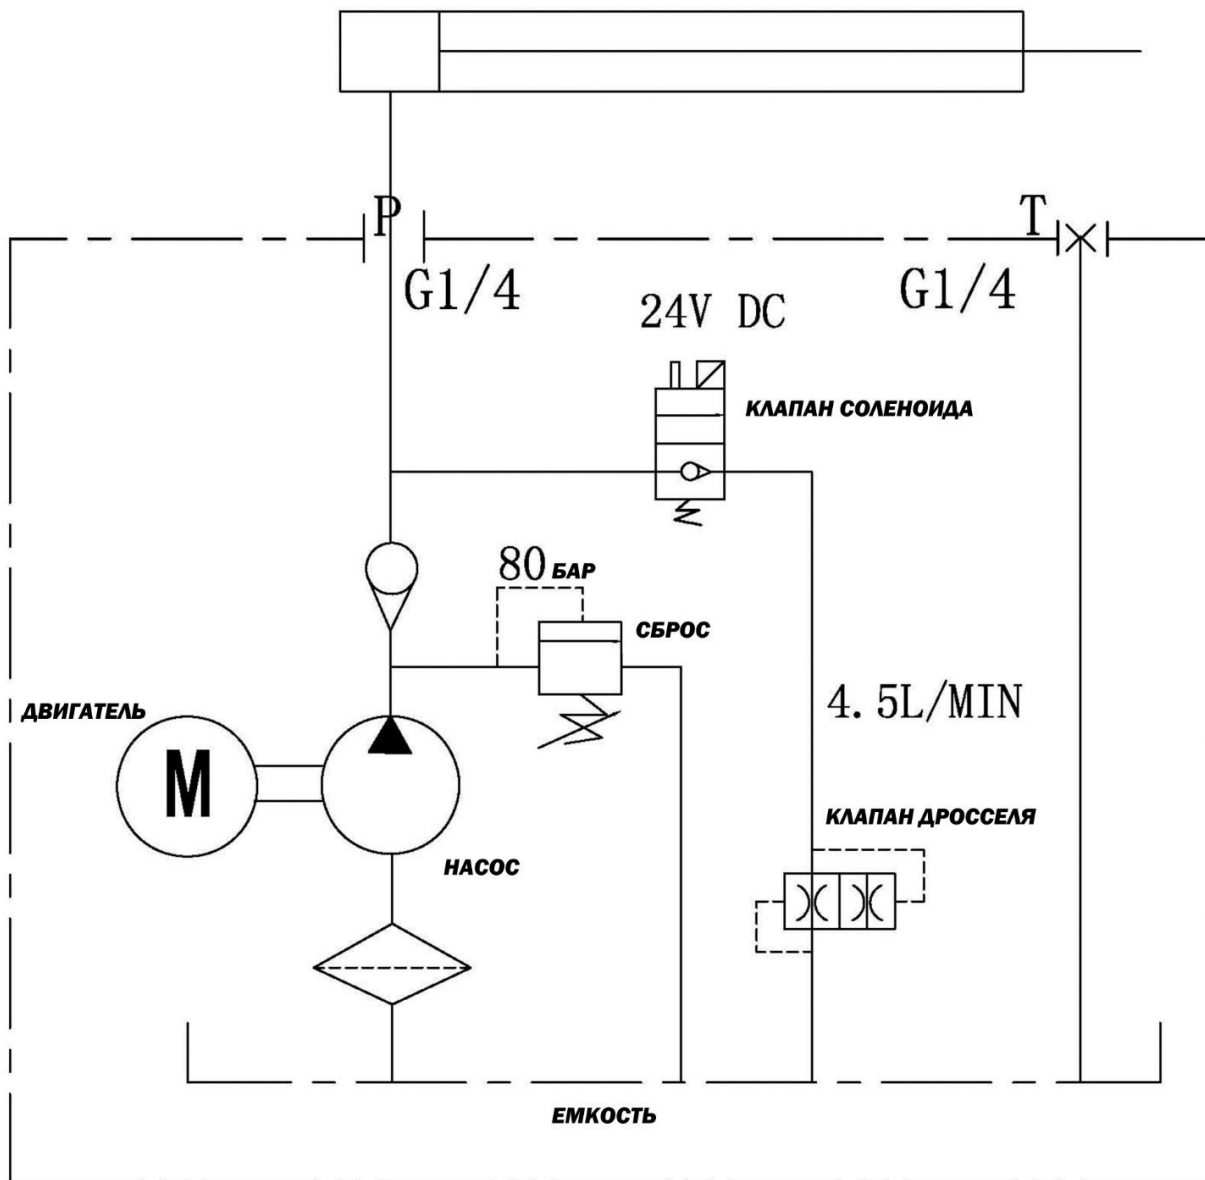 P
T
G1/4
G1/4
24V DC
КЛАПАН СОЛЕНОИДА
80 БАР
СБРОС
ДВИГАТЕЛЬ
4.5L/MIN
M
КЛАПАН ДРОССЕЛЯ
НАСОС
ЕМКОСТЬ